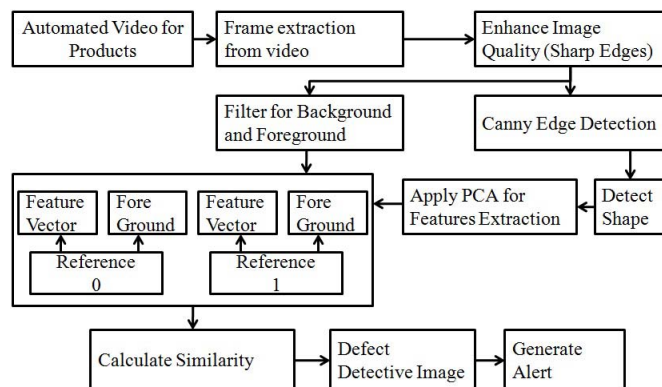 Automated Video for
Products
Frame extraction
from video
Enhance Image
Quality (Sharp Edges)
Filter for Background
and Foreground
Canny Edge Detection
Feature
Vector
Fore
Ground
Feature
Vector
Fore
Ground
Reference
0
Reference
1
Apply PCA for
Features Extraction
Detect
Shape
Calculate Similarity
Defect
Detective Image
Generate
Alert